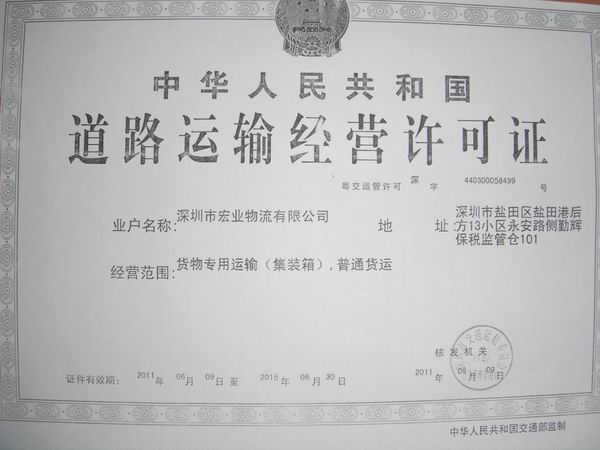 中华人民共和国
道路运输经营许可证
粤交运管许可 深 字 440300058499 号
业户名称: 深圳市宏业物流有限公司
地 址: 深圳市盐田区盐田港后
方13小区永安路侧勤辉
保税监管仓101
经营范围: 货物专用运输(集装箱),普通货运
核发机关
证件有效期: 2011 年 06 月 09 日 至 2015 年 06 月 30 日
2011 年 06 月 09 日
中华人民共和国交通部监制